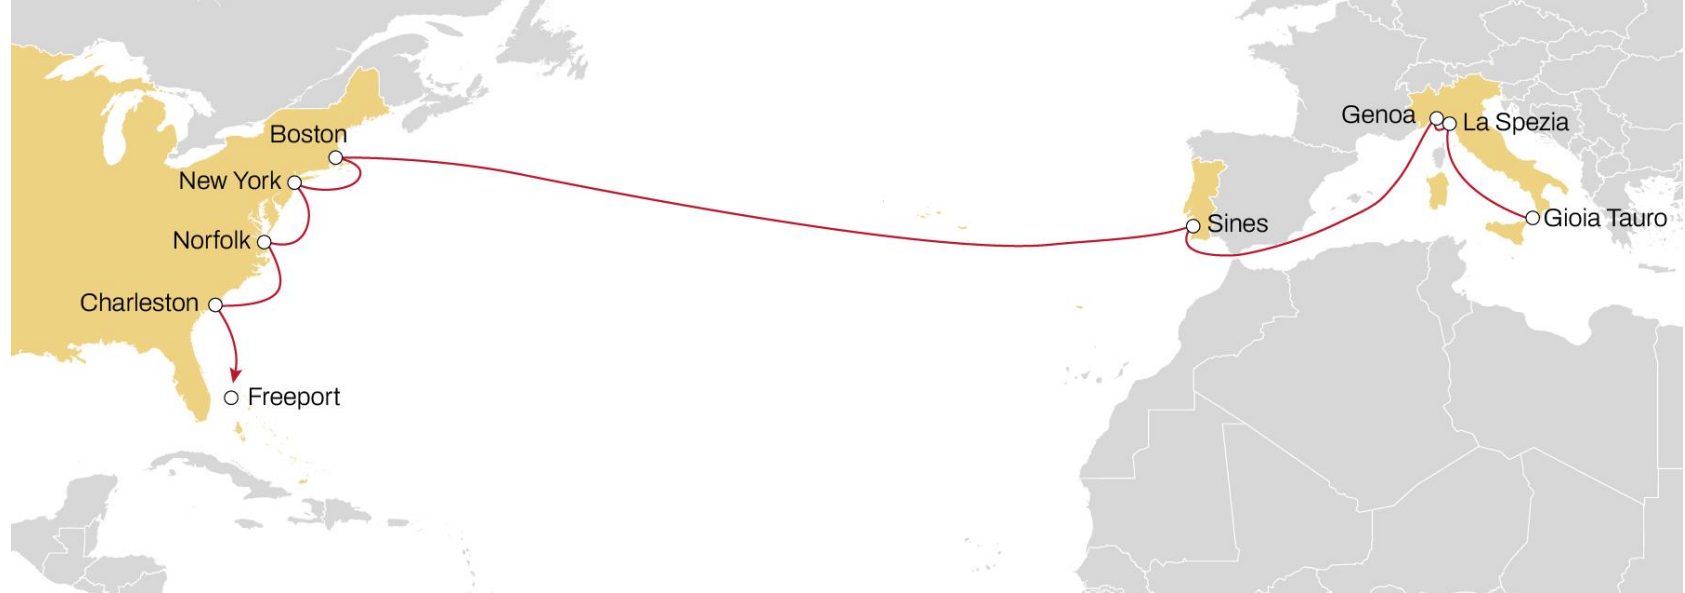 Boston
New York
Norfolk
Charleston
Freeport
Sines
Genoa
La Spezia
Gioia Tauro